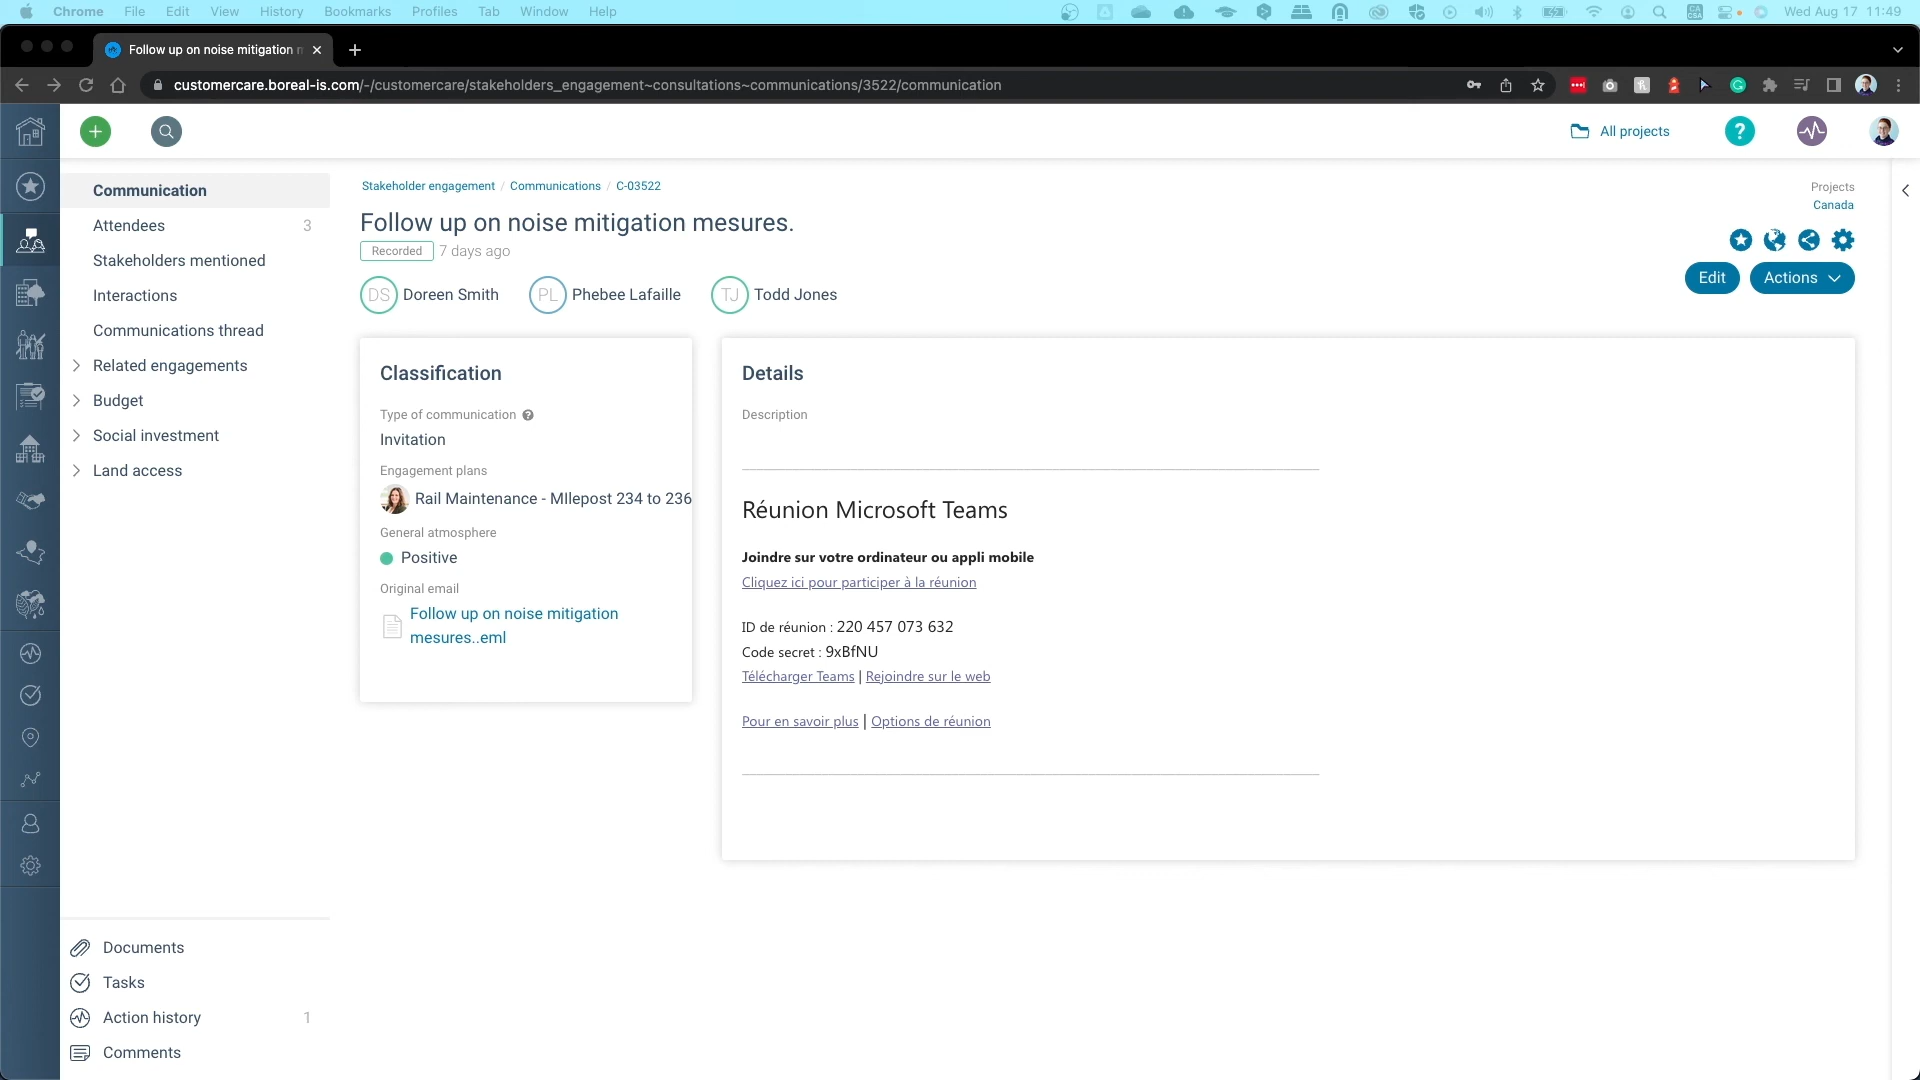 Chrome File Edit View History Bookmarks Profiles Tab Window Help
Wed Aug 17 11:49
Follow up on noise mitigation m
customercare.boreal-is.com/-/customercare/stakeholders_engagement~consultations~communications/3522/communication
All projects
?
Communication
Attendees 3
Stakeholders mentioned
Interactions
Communications thread
Related engagements
Budget
Social investment
Land access
Documents
Tasks
Action history 1
Comments
Stakeholder engagement / Communications / C-03522
Projects
Canada
Follow up on noise mitigation mesures.
Recorded 7 days ago
DS Doreen Smith PL Phebee Lafaille TJ Todd Jones
Edit Actions
Classification
Type of communication ?
Invitation
Engagement plans
Rail Maintenance - MIlepost 234 to 236
General atmosphere
Positive
Original email
Follow up on noise mitigation
mesures..eml
Details
Description
Réunion Microsoft Teams
Joindre sur votre ordinateur ou appli mobile
Cliquez ici pour participer à la réunion
ID de réunion : 220 457 073 632
Code secret : 9xBfNU
Télécharger Teams | Rejoindre sur le web
Pour en savoir plus | Options de réunion